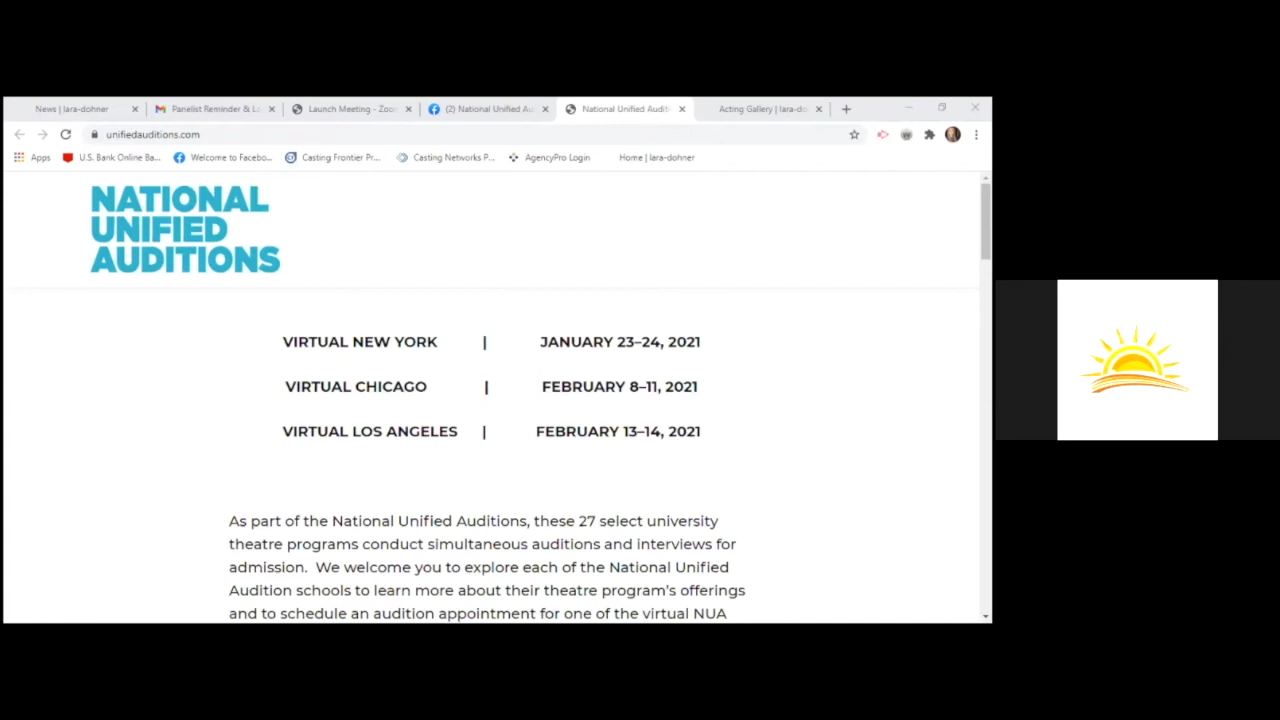 News | lara-dohner
Panelist Reminder & Lo
Launch Meeting - Zoo
(2) National Unified Au
National Unified Auditi
Acting Gallery | lara-do
unifiedauditions.com
Apps
U.S. Bank Online Ba...
Welcome to Facebo...
Casting Frontier Pr...
Casting Networks P...
AgencyPro Login
Home | lara-dohner
NATIONAL
UNIFIED
AUDITIONS
VIRTUAL NEW YORK | JANUARY 23–24, 2021
VIRTUAL CHICAGO | FEBRUARY 8–11, 2021
VIRTUAL LOS ANGELES | FEBRUARY 13–14, 2021
As part of the National Unified Auditions, these 27 select university
theatre programs conduct simultaneous auditions and interviews for
admission. We welcome you to explore each of the National Unified
Audition schools to learn more about their theatre program's offerings
and to schedule an audition appointment for one of the virtual NUA